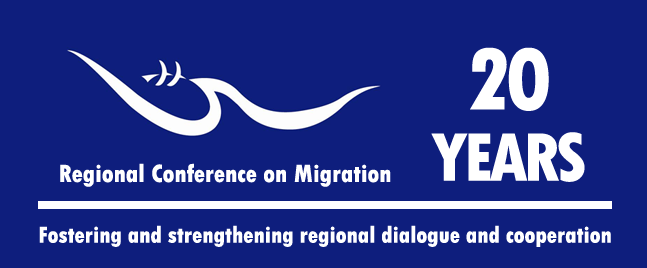 20
YEARS
Regional Conference on Migration
Fostering and strengthening regional dialogue and cooperation